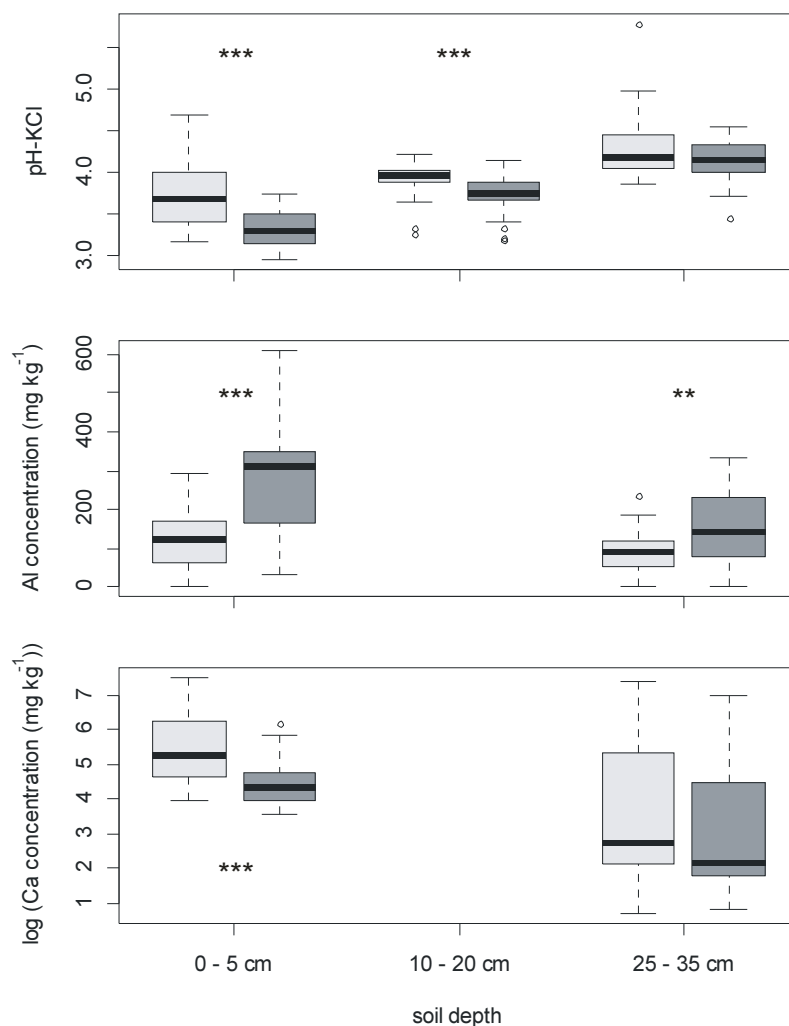 pH-KCl
5.0
4.0
3.0
***
***
Al concentration (mg kg⁻¹)
600
400
200
0
***
**
log (Ca concentration (mg kg⁻¹))
7
6
5
4
3
2
1
***
0 - 5 cm
10 - 20 cm
25 - 35 cm
soil depth